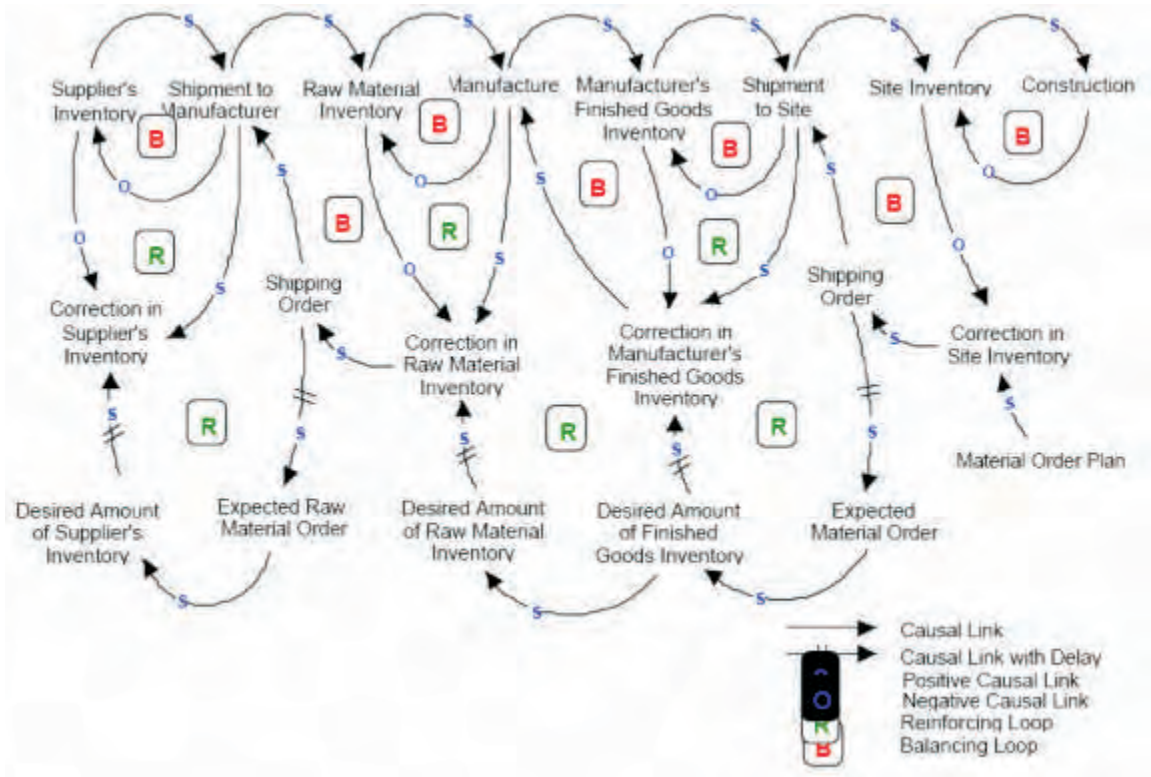 S S S S S S S
Supplier's
Inventory
Shipment to
Manufacturer
Raw Material
Inventory
Manufacture
Manufacturer's
Finished Goods
Inventory
Shipment
to Site
Site Inventory
Construction
B
B
B
B
O
O
O
O
S
S
B
B
B
O
R
R
R
S
O
S
O
S
O
Shipping
Order
Shipping
Order
Correction in
Supplier's
Inventory
Correction in
Raw Material
Inventory
Correction in
Manufacturer's
Finished Goods
Inventory
Correction in
Site Inventory
S
S
S
R
R
R
S
S
S
S
S
S
Material Order Plan
Desired Amount
of Supplier's
Inventory
Expected Raw
Material Order
Desired Amount
of Raw Material
Inventory
Desired Amount
of Finished
Goods Inventory
Expected
Material Order
S
S
S
Causal Link
Causal Link with Delay
Positive Causal Link
O Negative Causal Link
R Reinforcing Loop
B Balancing Loop